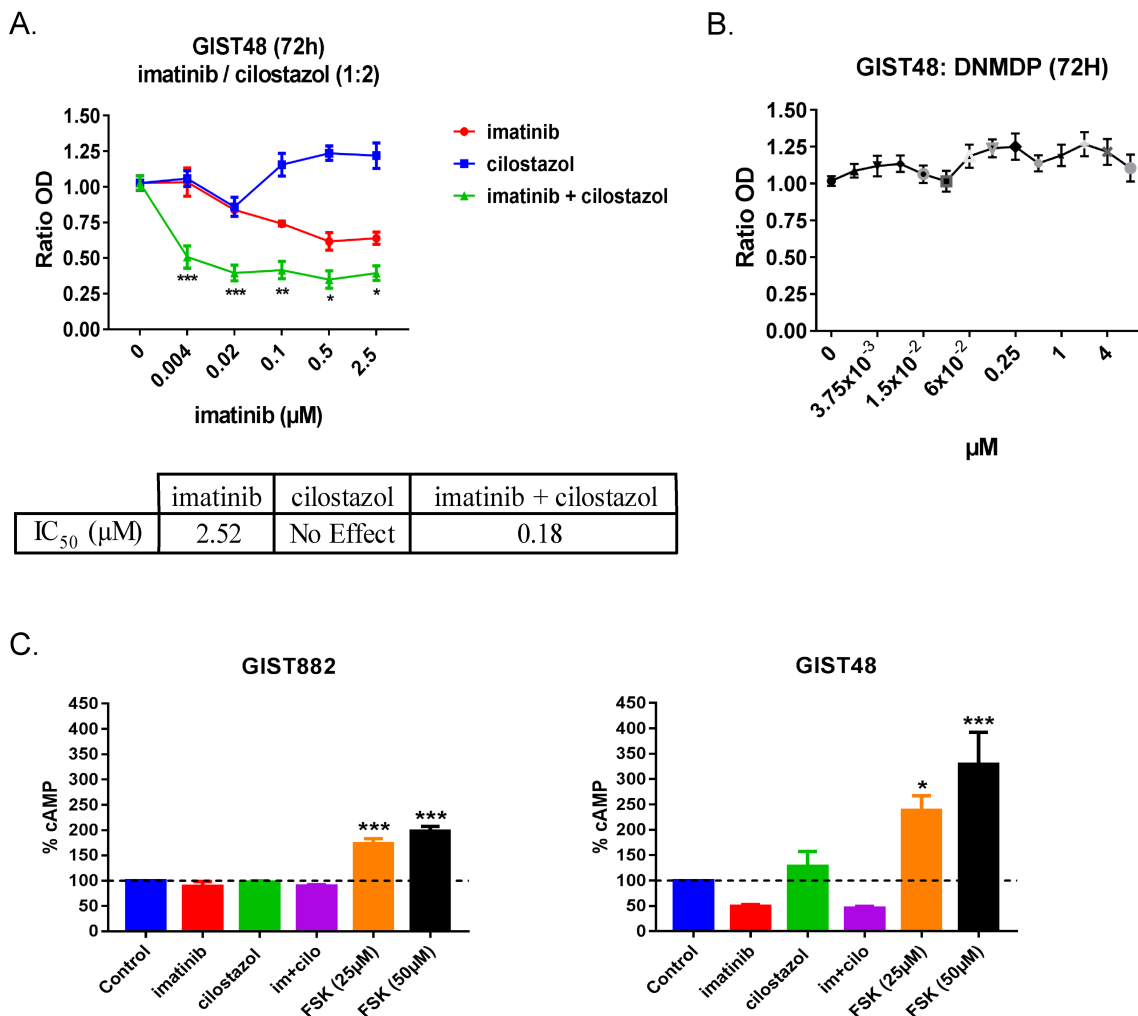 A.
GIST48 (72h)
imatinib / cilostazol (1:2)
Ratio OD
1.50
1.25
1.00
0.75
0.50
0.25
0.00
***
***
**
*
*
0
0.004
0.02
0.1
0.5
2.5
imatinib (µM)
imatinib
cilostazol
imatinib + cilostazol
B.
GIST48: DNMDP (72H)
Ratio OD
1.50
1.25
1.00
0.75
0.50
0.25
0.00
0
3.75x10⁻³
1.5x10⁻²
6x10⁻²
0.25
1
4
µM
imatinib cilostazol imatinib + cilostazol
IC₅₀ (µM) 2.52 No Effect 0.18
C.
GIST882
% cAMP
450
400
350
300
250
200
150
100
50
0
***
***
Control
imatinib
cilostazol
im+cilo
FSK (25µM)
FSK (50µM)
GIST48
% cAMP
450
400
350
300
250
200
150
100
50
0
*
***
Control
imatinib
cilostazol
im+cilo
FSK (25µM)
FSK (50µM)